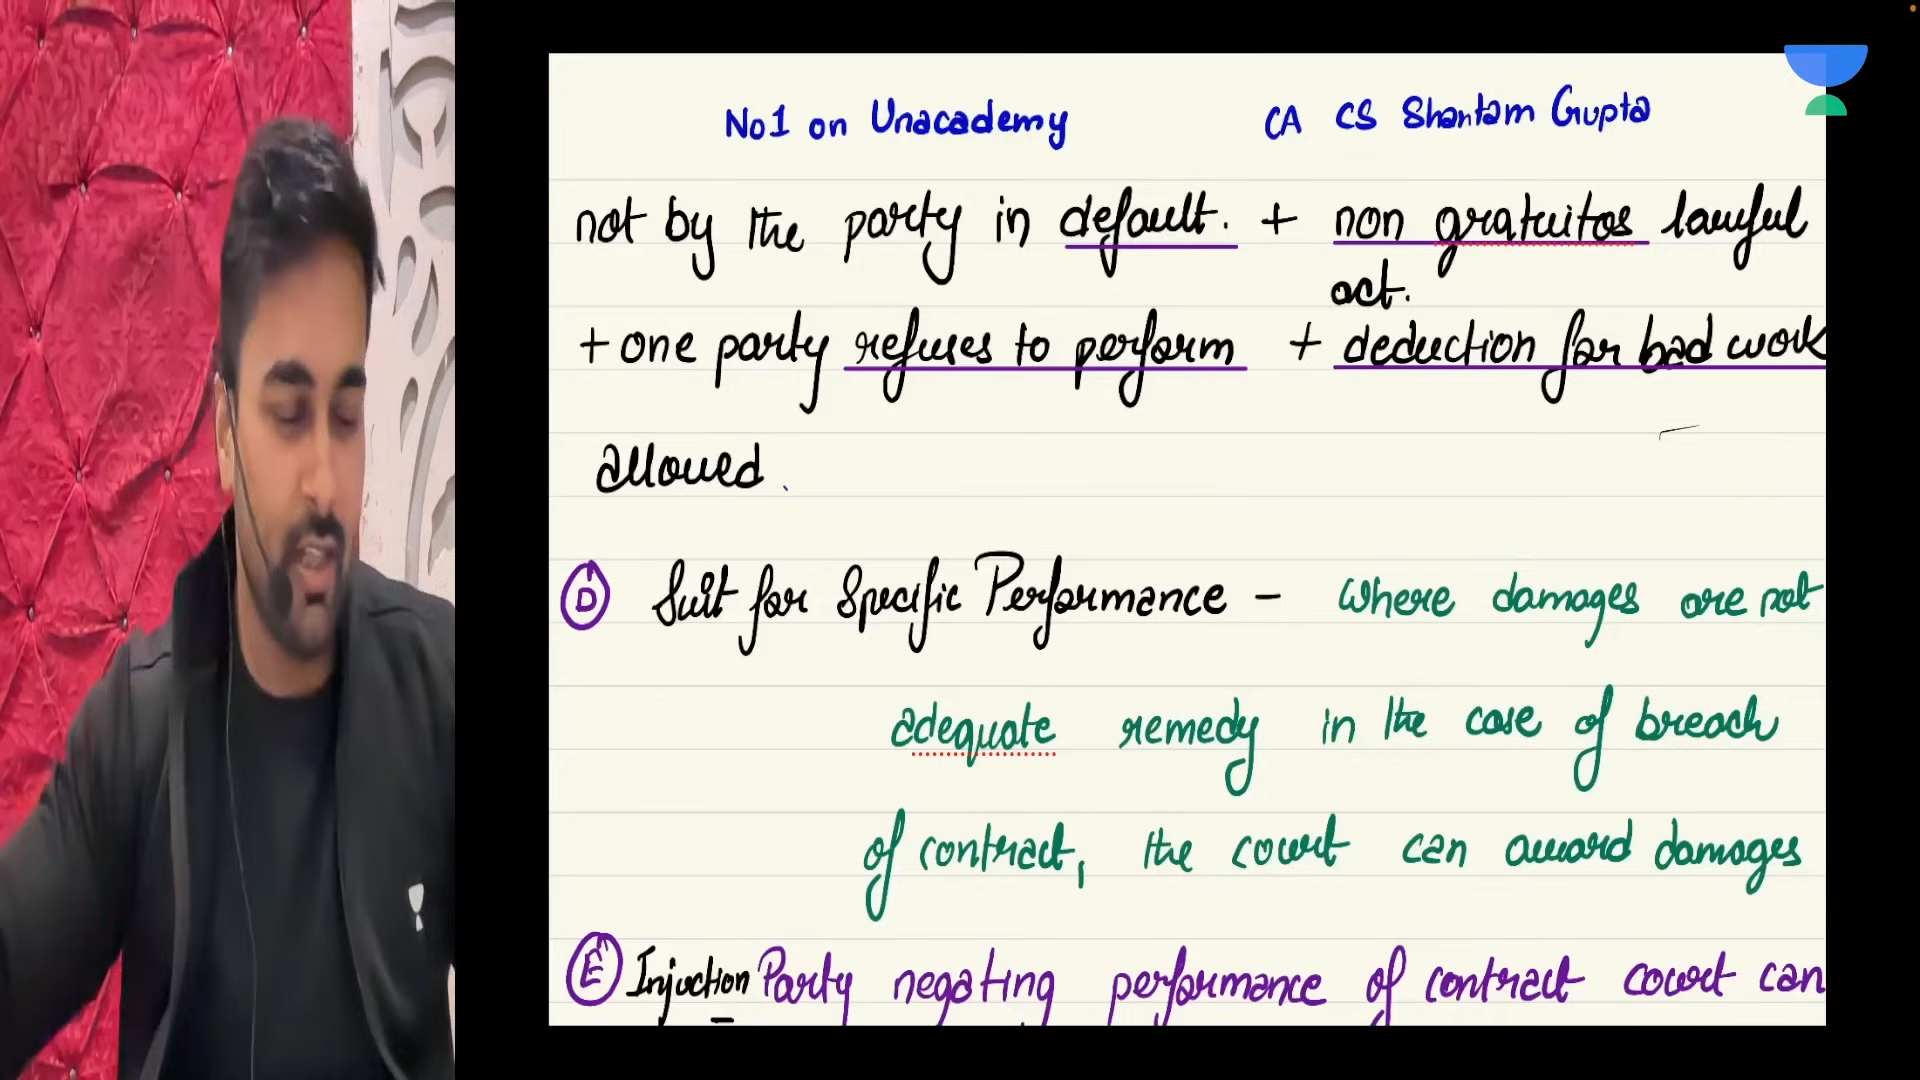 No1 on Unacademy CA CS Shantam Gupta
not by the party in default. + non gratuitos lawful
act.
+ one party refuses to perform + deduction for bad work
allowed.
D Suit for Specific Performance - Where damages are not
adequate remedy in the case of breach
of contract, the court can award damages
E Injuction Party negating performance of contract court can